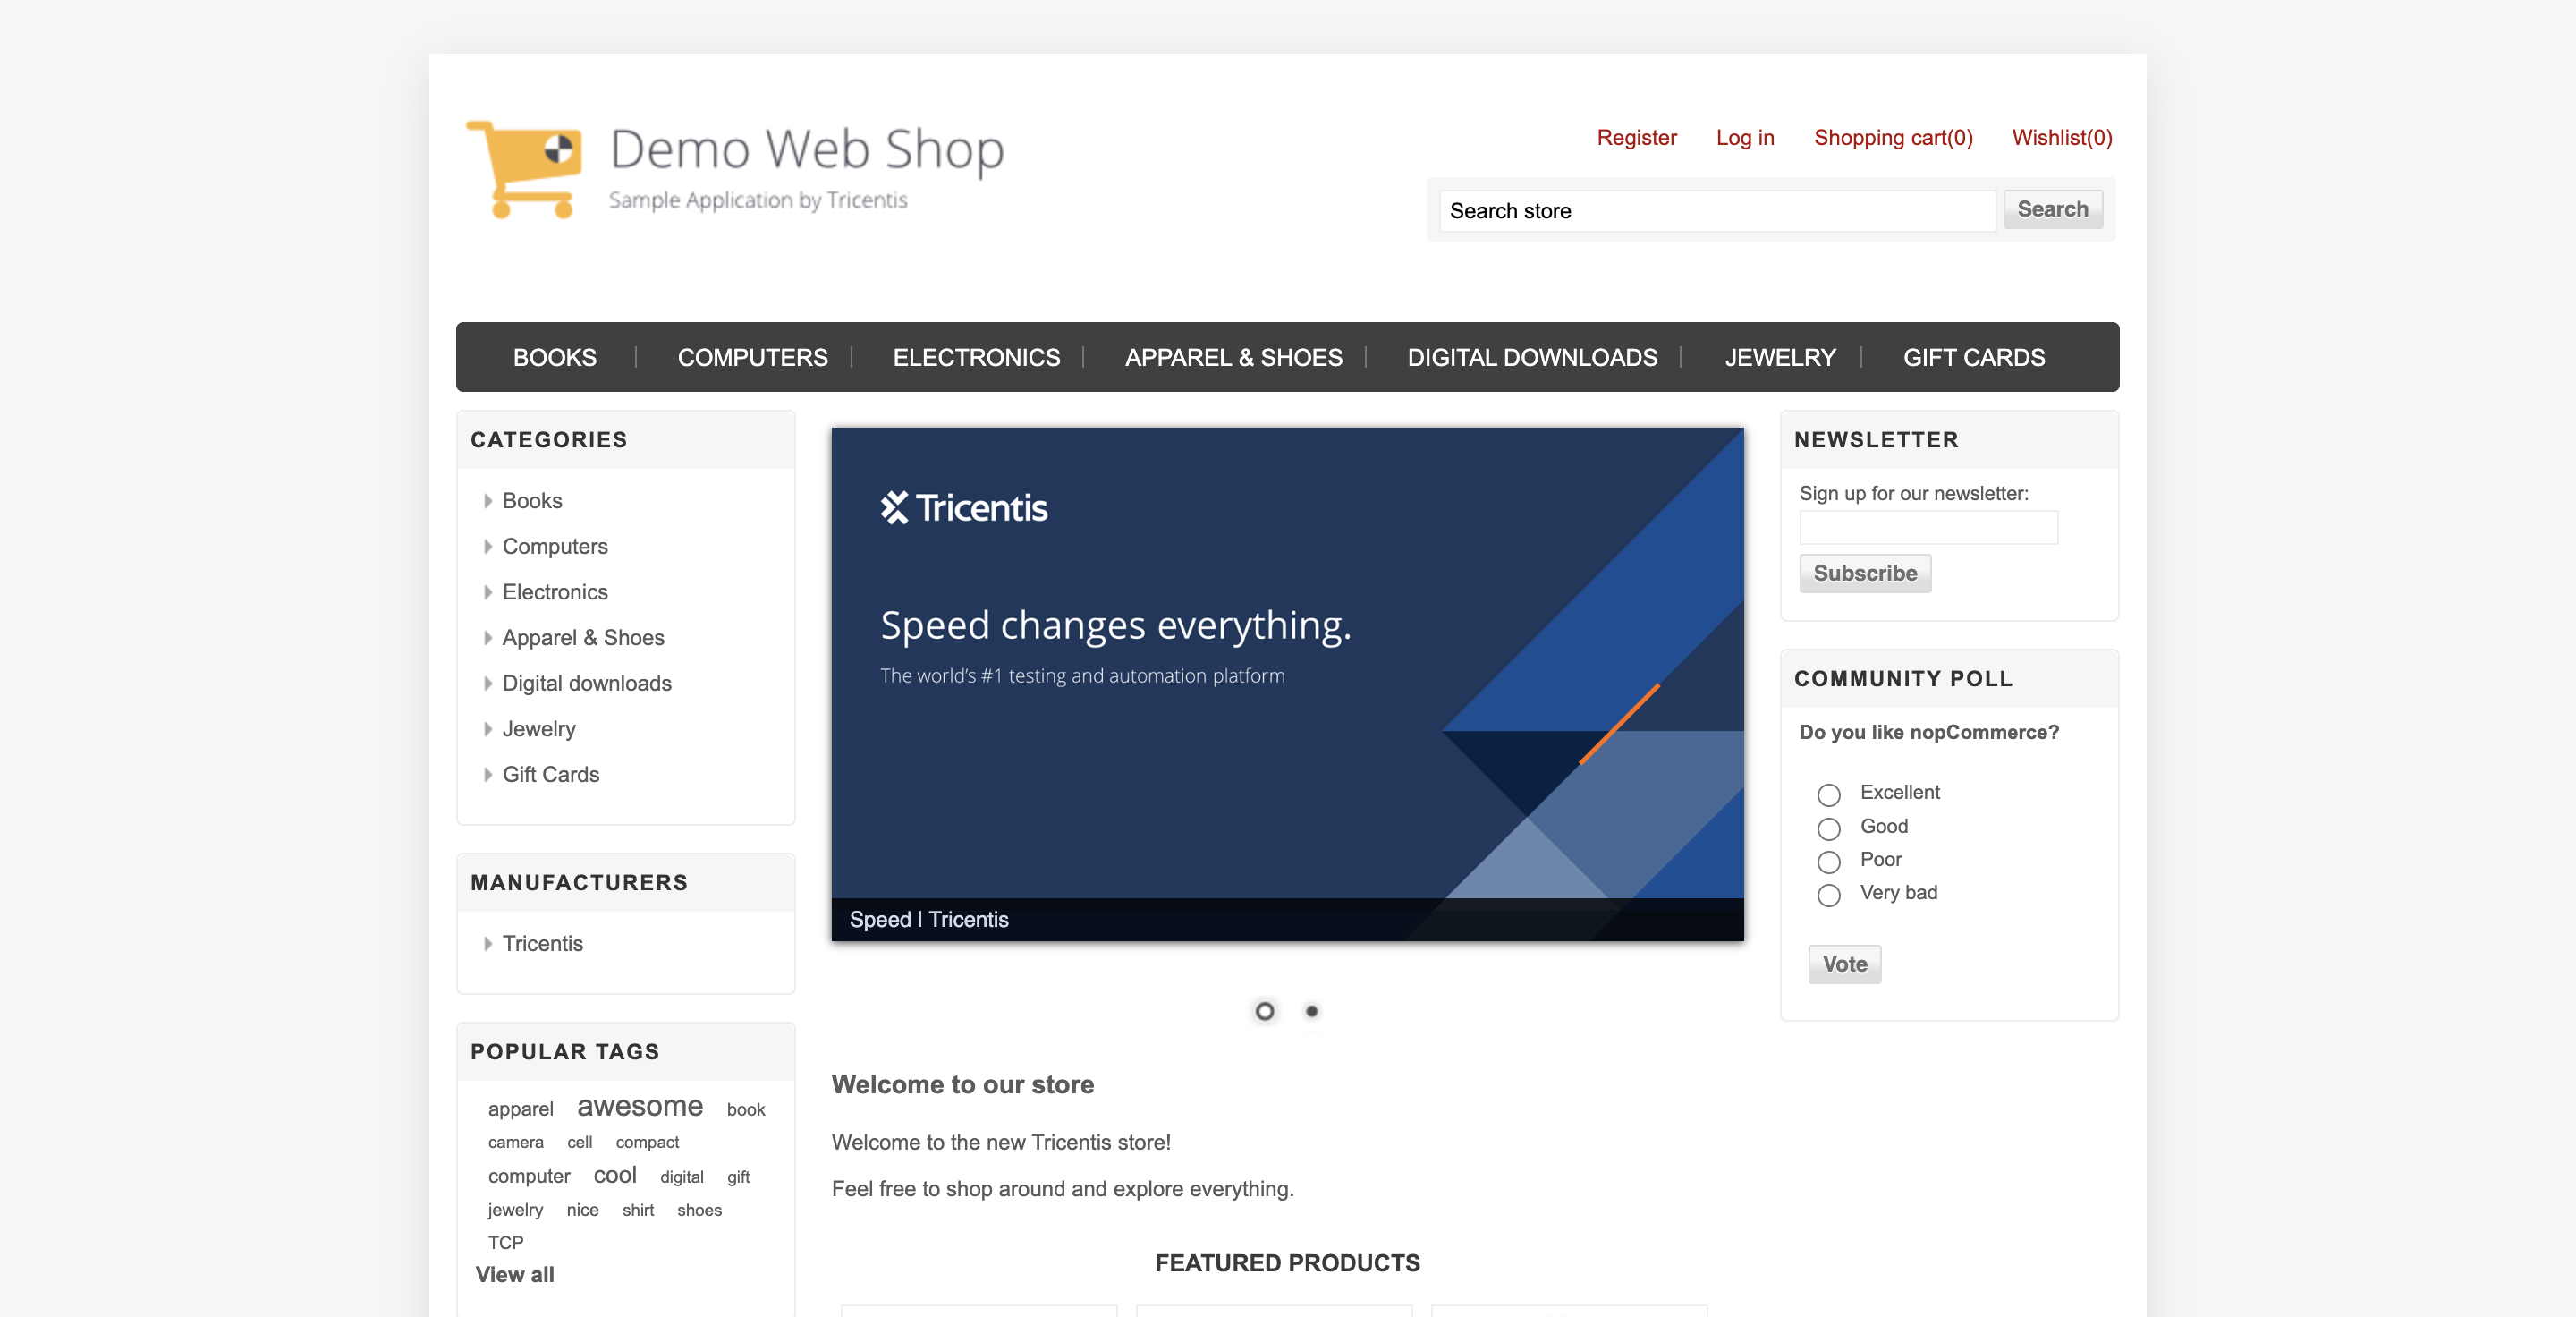 Demo Web Shop
Sample Application by Tricentis
Register Log in Shopping cart(0) Wishlist(0)
Search store Search
BOOKS COMPUTERS ELECTRONICS APPAREL & SHOES DIGITAL DOWNLOADS JEWELRY GIFT CARDS
CATEGORIES
Books
Computers
Electronics
Apparel & Shoes
Digital downloads
Jewelry
Gift Cards
MANUFACTURERS
Tricentis
POPULAR TAGS
apparel awesome book
camera cell compact
computer cool digital gift
jewelry nice shirt shoes
TCP
View all
Tricentis
Speed changes everything.
The world's #1 testing and automation platform
Speed I Tricentis
Welcome to our store
Welcome to the new Tricentis store!
Feel free to shop around and explore everything.
FEATURED PRODUCTS
NEWSLETTER
Sign up for our newsletter:
Subscribe
COMMUNITY POLL
Do you like nopCommerce?
Excellent
Good
Poor
Very bad
Vote